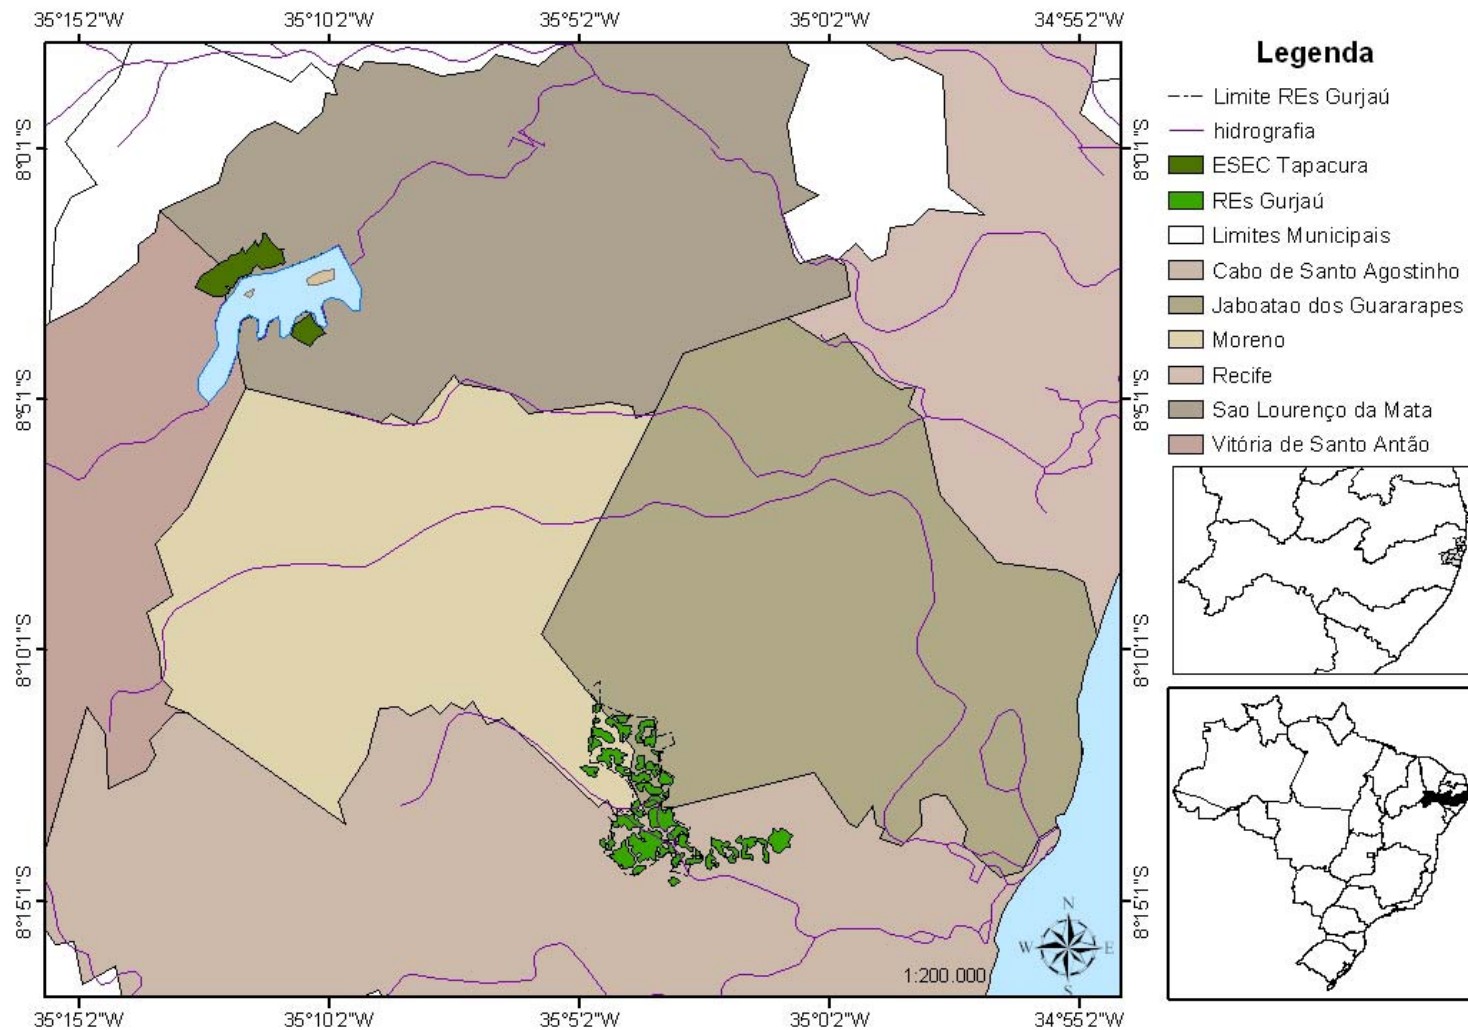 35°15'2"W 35°10'2"W 35°5'2"W 35°0'2"W 34°55'2"W
Legenda
Limite REs Gurjaú
hidrografia
ESEC Tapacura
REs Gurjaú
Limites Municipais
Cabo de Santo Agostinho
Jaboatao dos Guararapes
Moreno
Recife
Sao Lourenço da Mata
Vitória de Santo Antão
8°0'1"S 8°0'1"S
8°5'1"S 8°5'1"S
8°10'1"S 8°10'1"S
8°15'1"S 8°15'1"S
N
W E
S
1:200.000
35°15'2"W 35°10'2"W 35°5'2"W 35°0'2"W 34°55'2"W